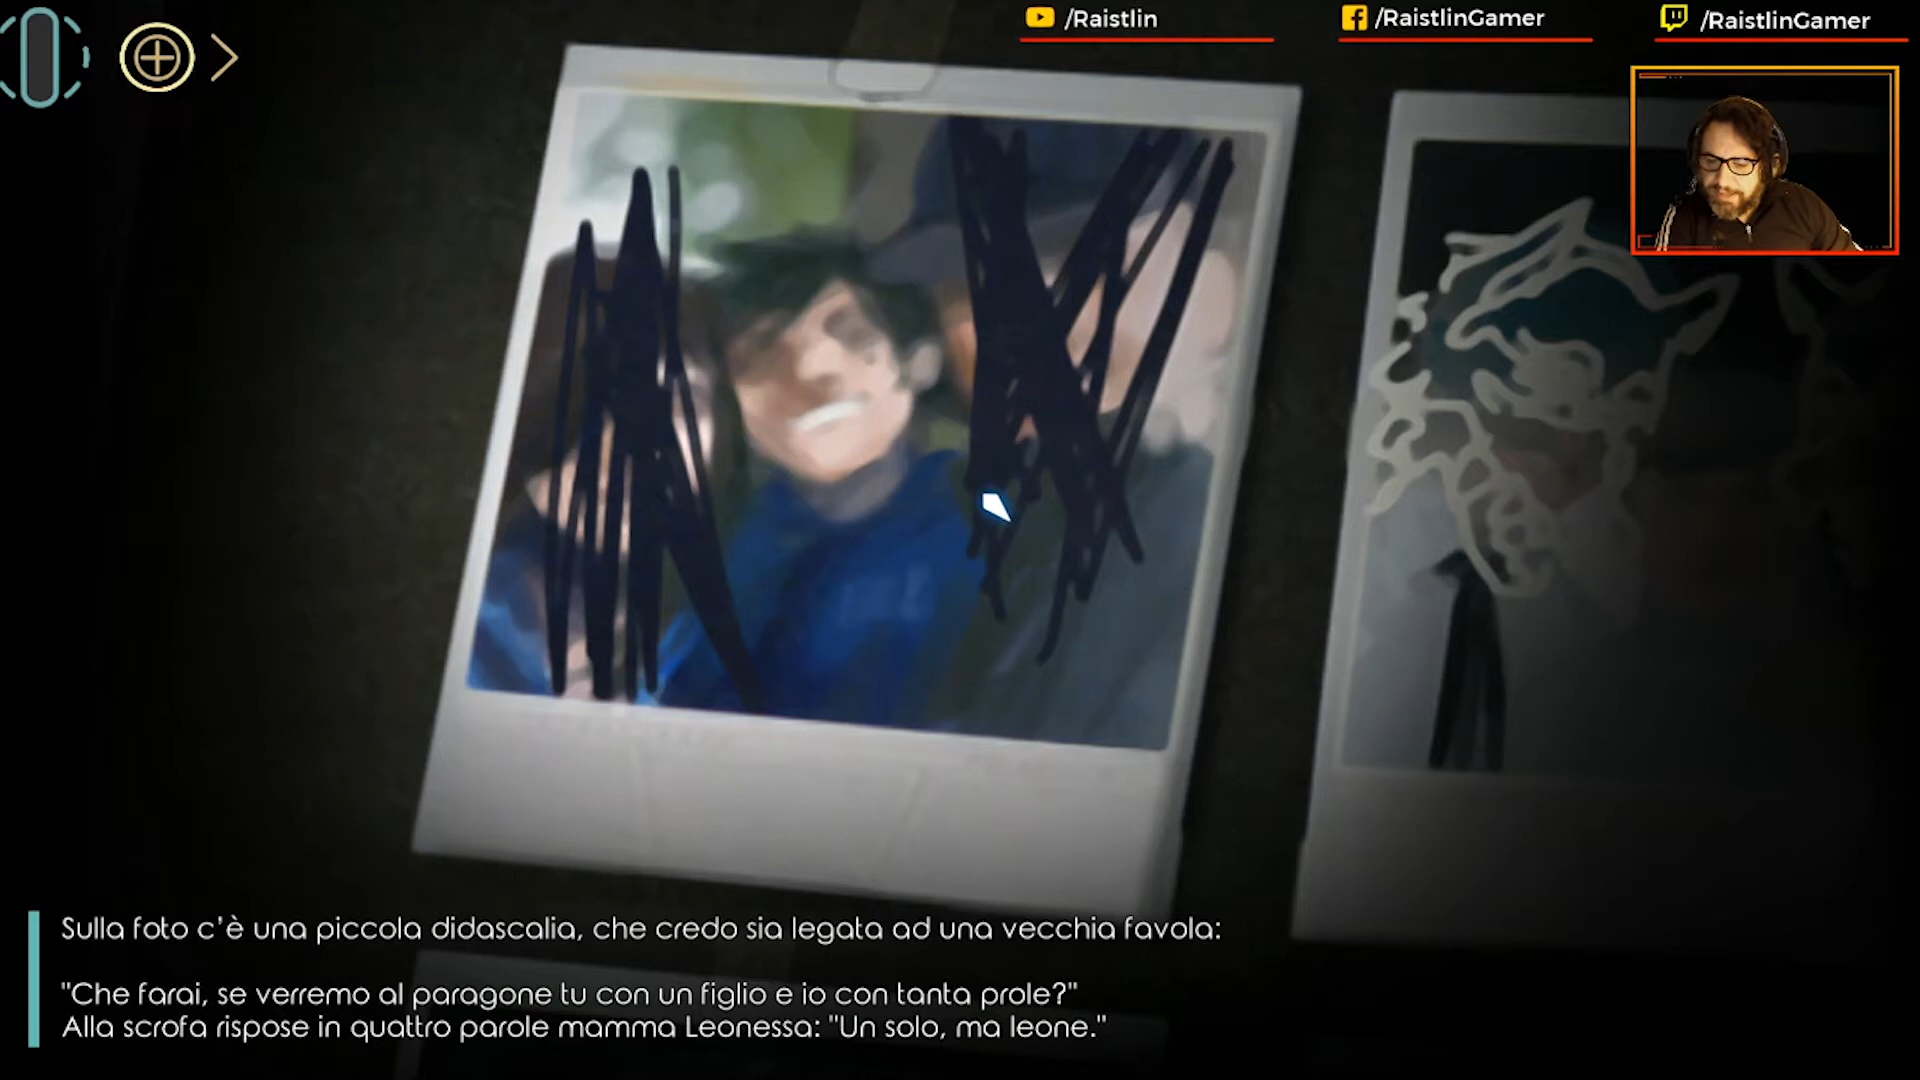 /Raistlin
/RaistlinGamer
/RaistlinGamer
Sulla foto c'è una piccola didascalia, che credo sia legata ad una vecchia favola:
"Che farai, se verremo al paragone tu con un figlio e io con tanta prole?"
Alla scrofa rispose in quattro parole mamma Leonessa: "Un solo, ma leone."